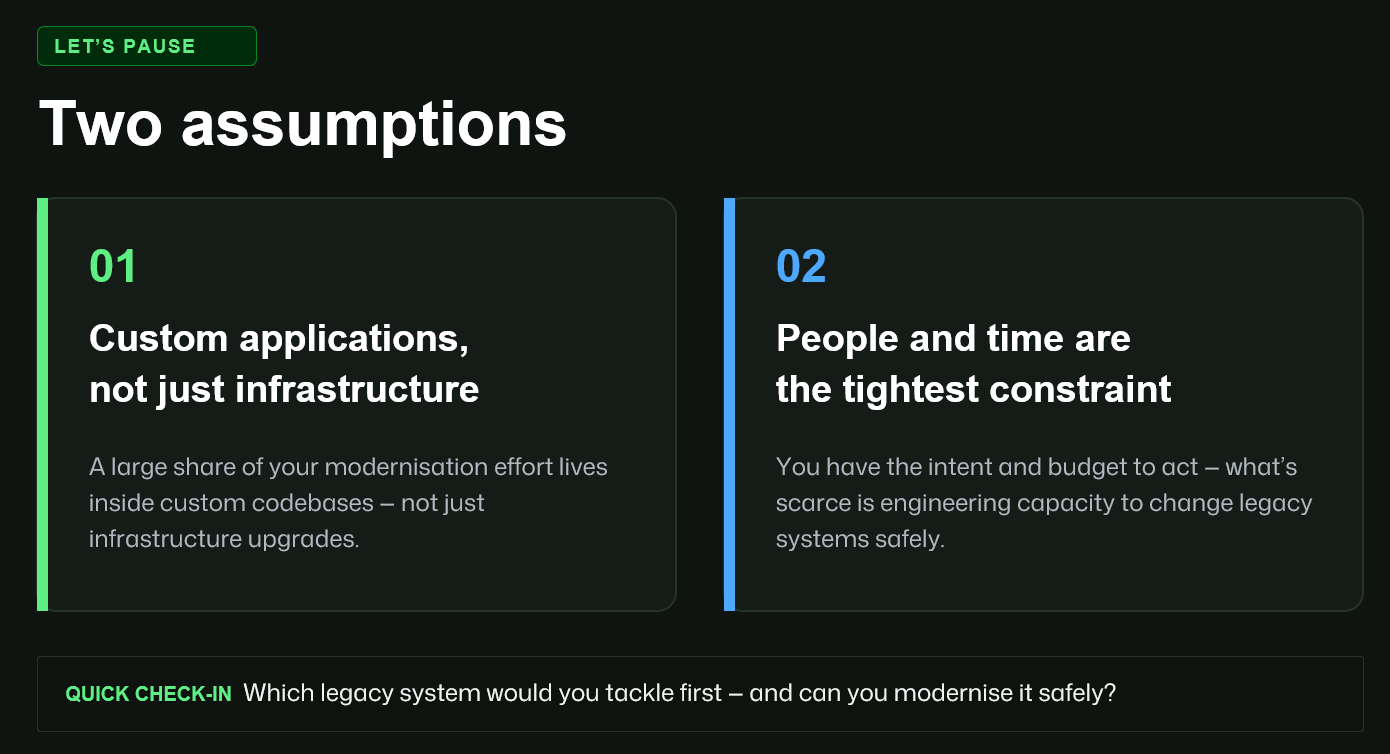 LET’S PAUSE
Two assumptions
01
Custom applications,
not just infrastructure
A large share of your modernisation effort lives
inside custom codebases – not just
infrastructure upgrades.
02
People and time are
the tightest constraint
You have the intent and budget to act – what’s
scarce is engineering capacity to change legacy
systems safely.
QUICK CHECK-IN Which legacy system would you tackle first – and can you modernise it safely?